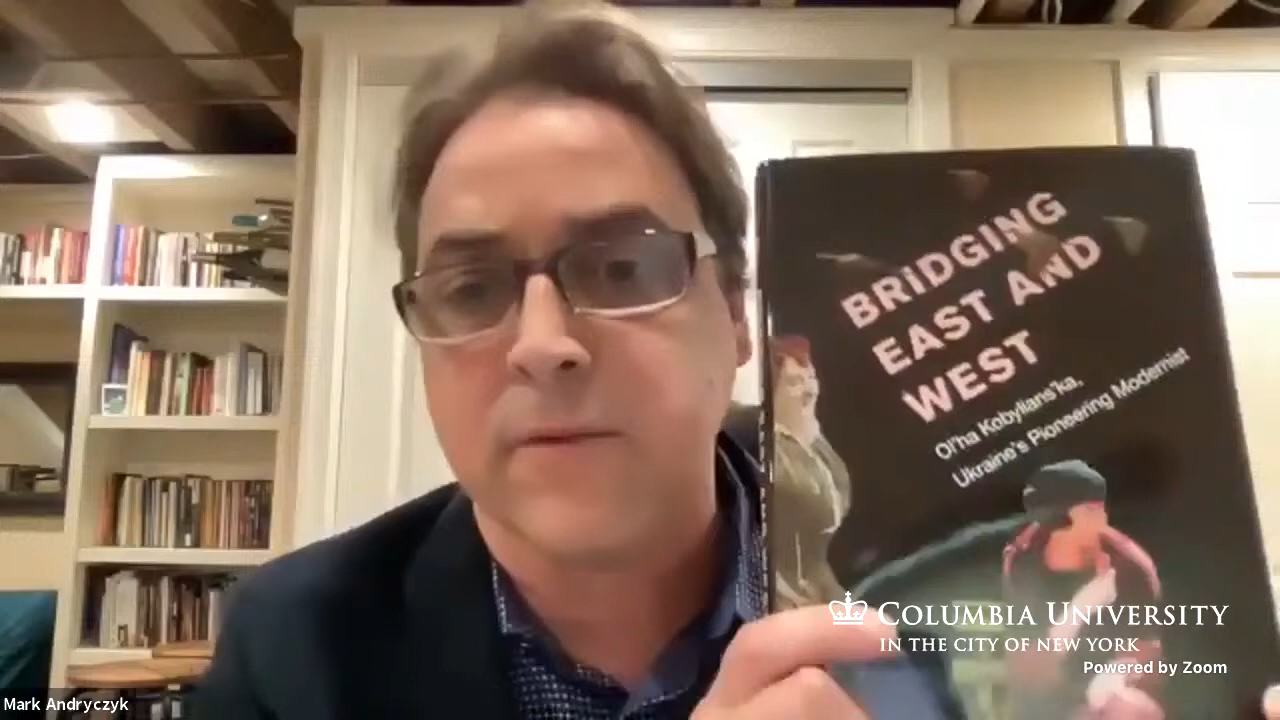 BRIDGING
EAST AND
WEST
Ol'ha Kobylians'ka,
Ukraine's Pioneering Modernist
COLUMBIA UNIVERSITY
IN THE CITY OF NEW YORK
Powered by Zoom
Mark Andryczyk